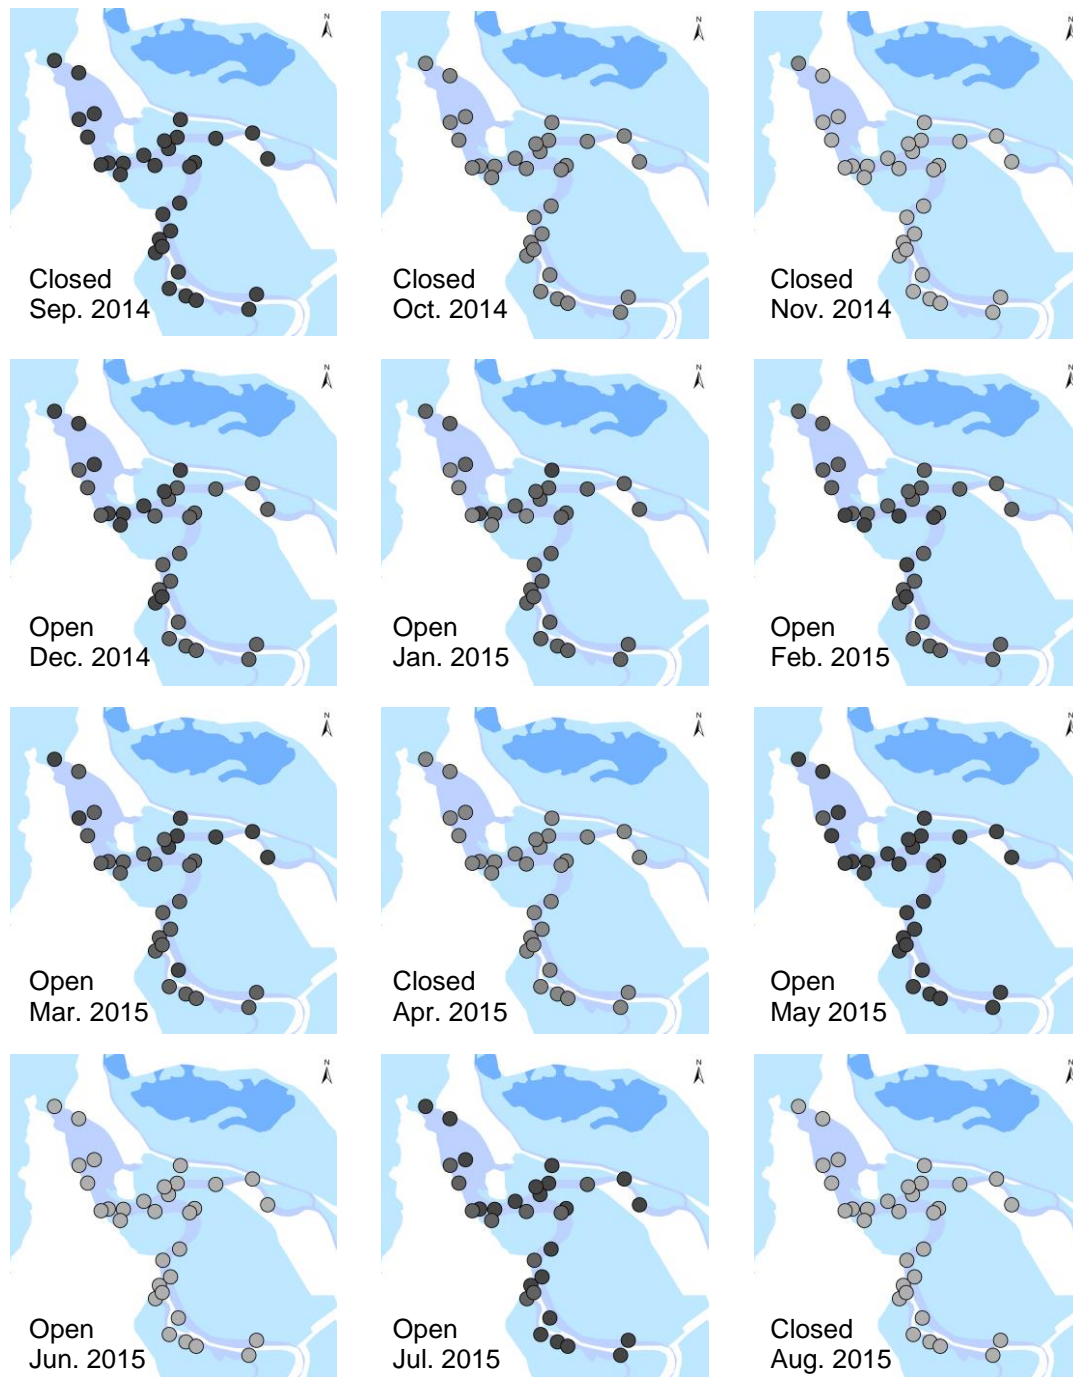 N
N
N
Closed
Sep. 2014
Closed
Oct. 2014
Closed
Nov. 2014
N
N
N
Open
Dec. 2014
Open
Jan. 2015
Open
Feb. 2015
N
N
N
Open
Mar. 2015
Closed
Apr. 2015
Open
May 2015
N
N
N
Open
Jun. 2015
Open
Jul. 2015
Closed
Aug. 2015